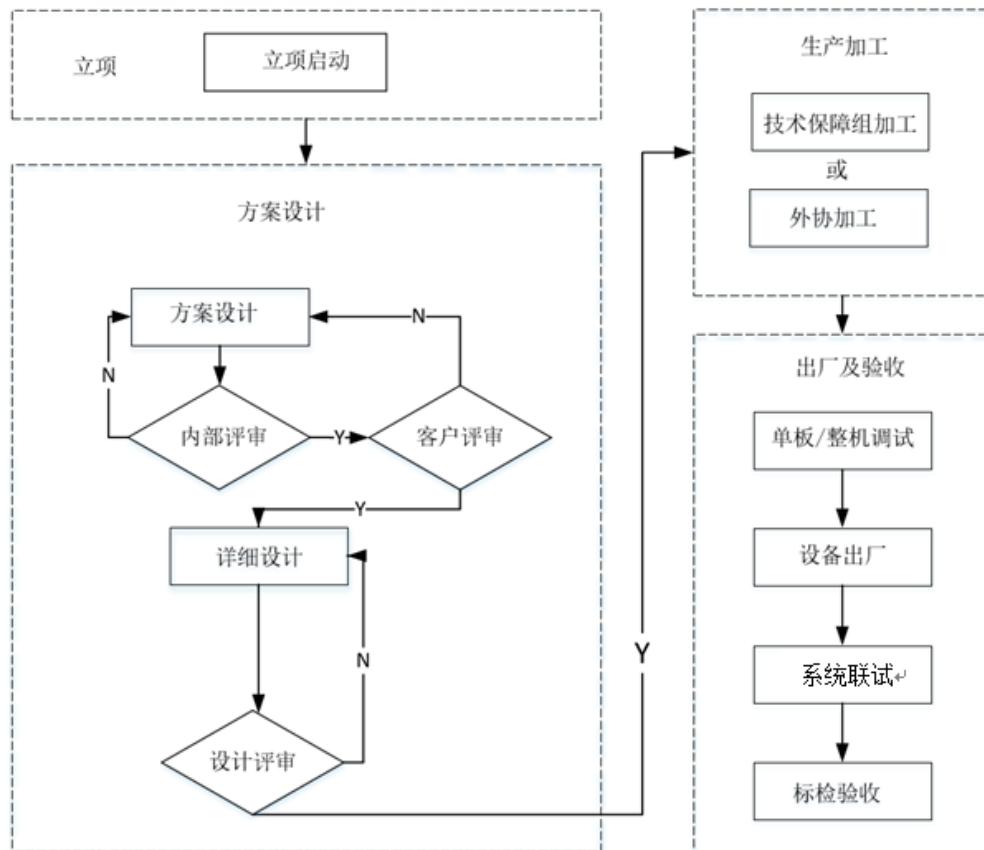 立项
立项启动
方案设计
方案设计
N
N
内部评审
Y
客户评审
Y
详细设计
N
设计评审
Y
生产加工
技术保障组加工
或
外协加工
出厂及验收
单板/整机调试
设备出厂
系统联试↵
标检验收